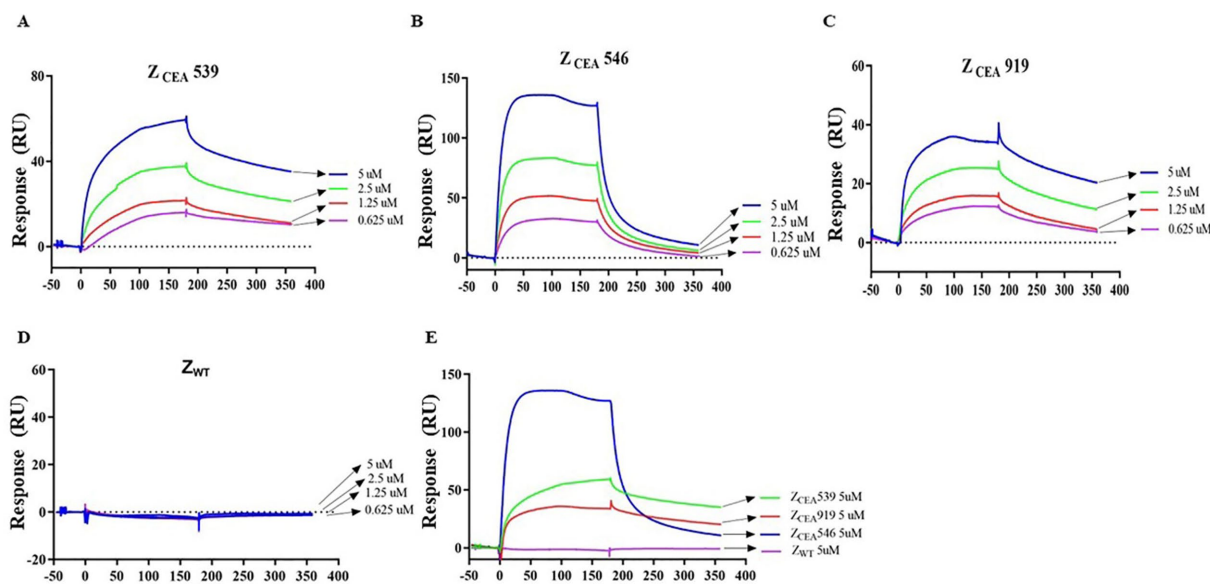 A
Z CEA 539
Response (RU)
80
40
0
-50 0 50 100 150 200 250 300 350 400
5 uM
2.5 uM
1.25 uM
0.625 uM
B
Z CEA 546
Response (RU)
150
100
50
0
-50 0 50 100 150 200 250 300 350 400
5 uM
2.5 uM
1.25 uM
0.625 uM
C
Z CEA 919
Response (RU)
60
40
20
0
-50 0 50 100 150 200 250 300 350 400
5 uM
2.5 uM
1.25 uM
0.625 uM
D
ZWT
Response (RU)
60
40
20
0
-20
-50 0 50 100 150 200 250 300 350 400
5 uM
2.5 uM
1.25 uM
0.625 uM
E
Response (RU)
150
100
50
0
-50 0 50 100 150 200 250 300 350 400
ZCEA539 5uM
ZCEA919 5 uM
ZCEA546 5uM
ZWT 5uM